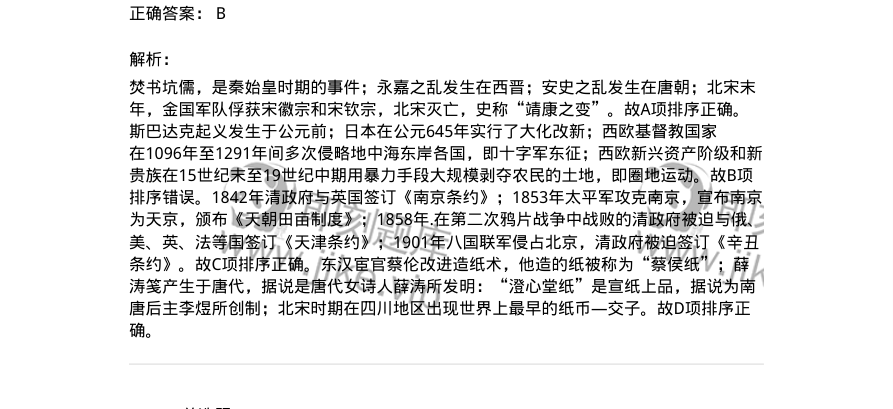 正确答案： B
解析：
焚书坑儒，是秦始皇时期的事件；永嘉之乱发生在西晋；安史之乱发生在唐朝；北宋末
年，金国军队俘获宋徽宗和宋钦宗，北宋灭亡，史称“靖康之变”。故A项排序正确。
斯巴达克起义发生于公元前；日本在公元645年实行了大化改新；西欧基督教国家
在1096年至1291年间多次侵略地中海东岸各国，即十字军东征；西欧新兴资产阶级和新
贵族在15世纪末至19世纪中期用暴力手段大规模剥夺农民的土地，即圈地运动。故B项
排序错误。1842年清政府与英国签订《南京条约》；1853年太平军攻克南京，宣布南京
为天京，颁布《天朝田亩制度》；1858年.在第二次鸦片战争中战败的清政府被迫与俄、
美、英、法等国签订《天津条约》；1901年八国联军侵占北京，清政府被迫签订《辛丑
条约》。故C项排序正确。东汉宦官蔡伦改进造纸术，他造的纸被称为“蔡侯纸”；薛
涛笺产生于唐代，据说是唐代女诗人薛涛所发明：“澄心堂纸”是宣纸上品，据说为南
唐后主李煜所创制；北宋时期在四川地区出现世界上最早的纸币—交子。故D项排序正
确。